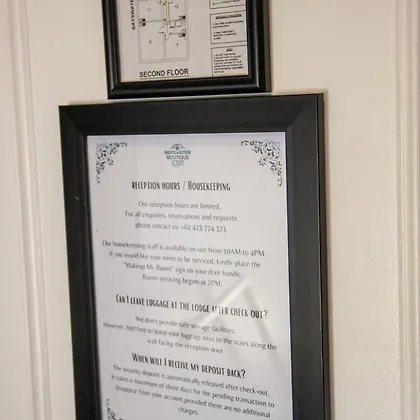 BAYSWATER
SECOND FLOOR
BAYSWATER
BOUTIQUE
LODGE
RECEPTION HOURS / HOUSEKEEPING
Our reception hours are limited.
For all enquiries, reservations and requests
please contact us: +61 423 774 373
Our housekeeping staff is available on-site from 10AM to 4PM.
If you would like your room to be serviced, kindly place the
"Makeup My Room" sign on your door handle.
Room servicing begins at 2PM.
CAN I LEAVE LUGGAGE AT THE LODGE AFTER CHECK OUT?
We don't provide safe storage facilities.
However, feel free to leave your luggage next to the stairs along the
wall facing the reception door.
WHEN WILL I RECEIVE MY DEPOSIT BACK?
The security deposit is automatically released after check-out.
It takes a maximum of three days for the pending transaction to
disappear from your account provided there are no additional
charges.